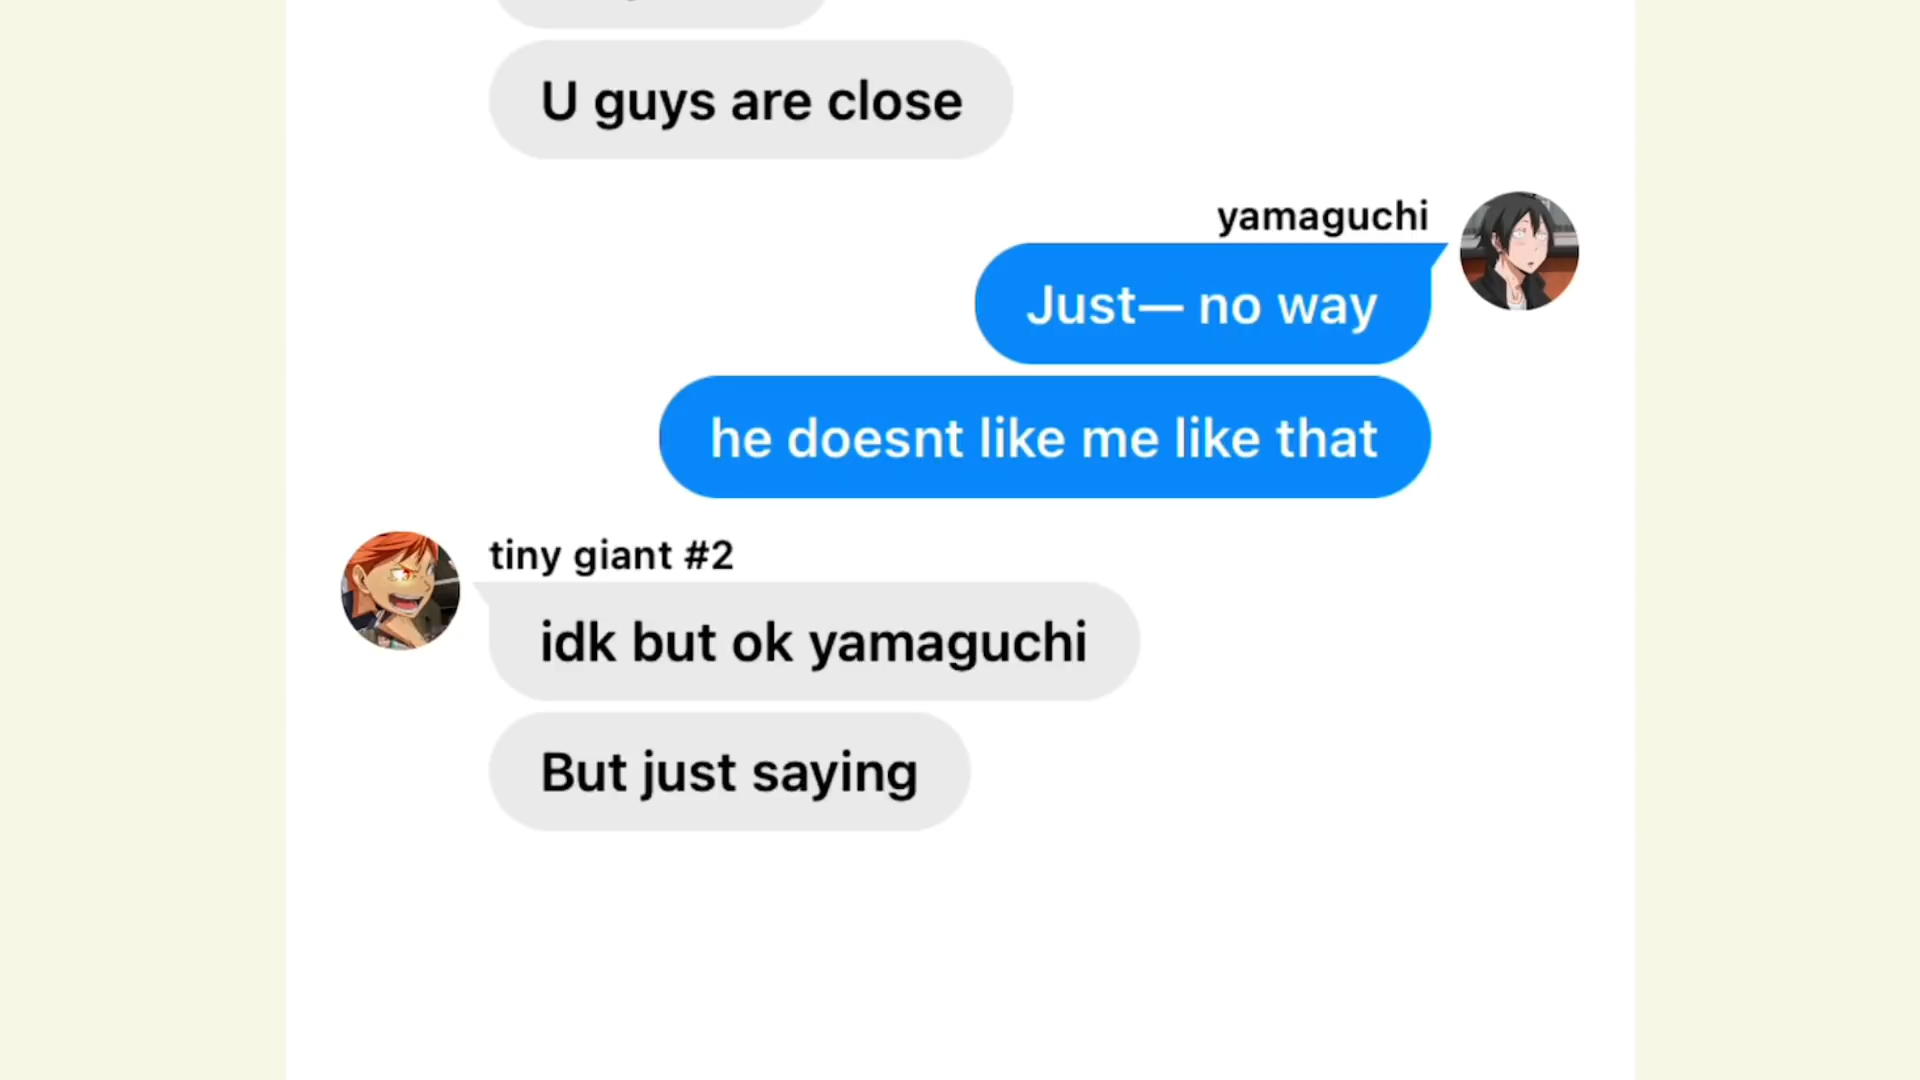 U guys are close
yamaguchi
Just— no way
he doesnt like me like that
tiny giant #2
idk but ok yamaguchi
But just saying